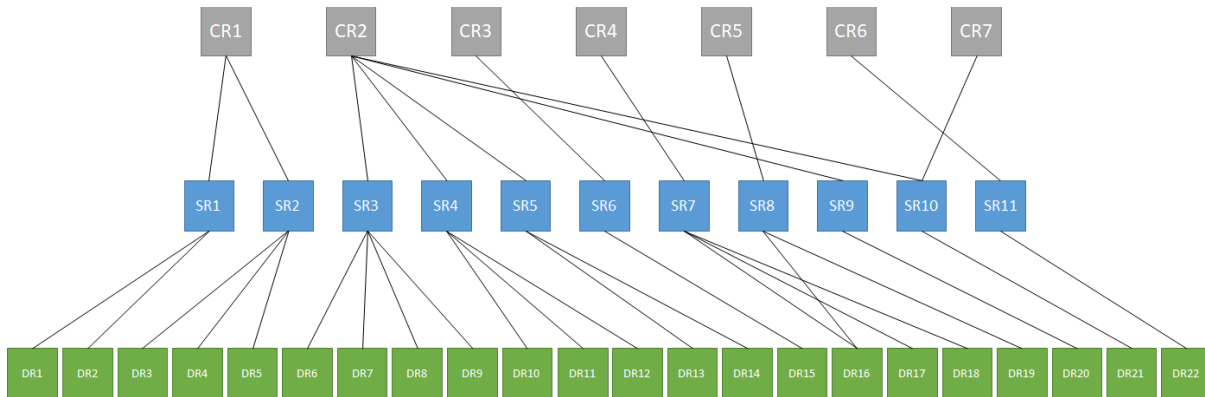 CR1 CR2 CR3 CR4 CR5 CR6 CR7
SR1 SR2 SR3 SR4 SR5 SR6 SR7 SR8 SR9 SR10 SR11
DR1 DR2 DR3 DR4 DR5 DR6 DR7 DR8 DR9 DR10 DR11 DR12 DR13 DR14 DR15 DR16 DR17 DR18 DR19 DR20 DR21 DR22